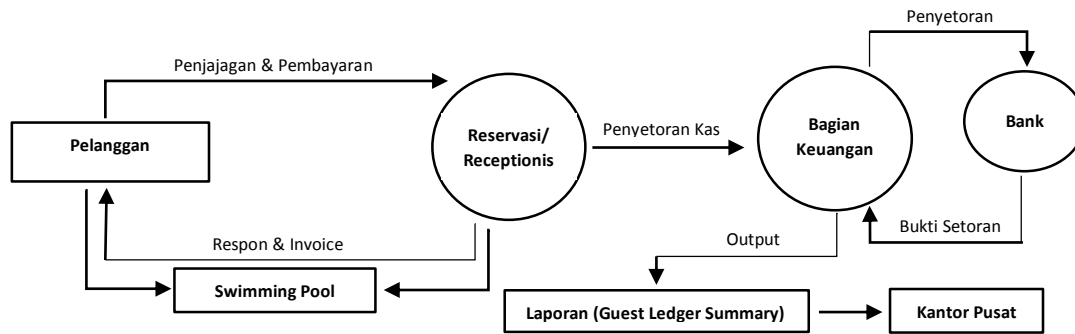 Penyetoran
Penjajagan & Pembayaran
Pelanggan
Reservasi/
Receptionis
Penyetoran Kas
Bagian
Keuangan
Bank
Respon & Invoice
Output
Bukti Setoran
Swimming Pool
Laporan (Guest Ledger Summary)
Kantor Pusat